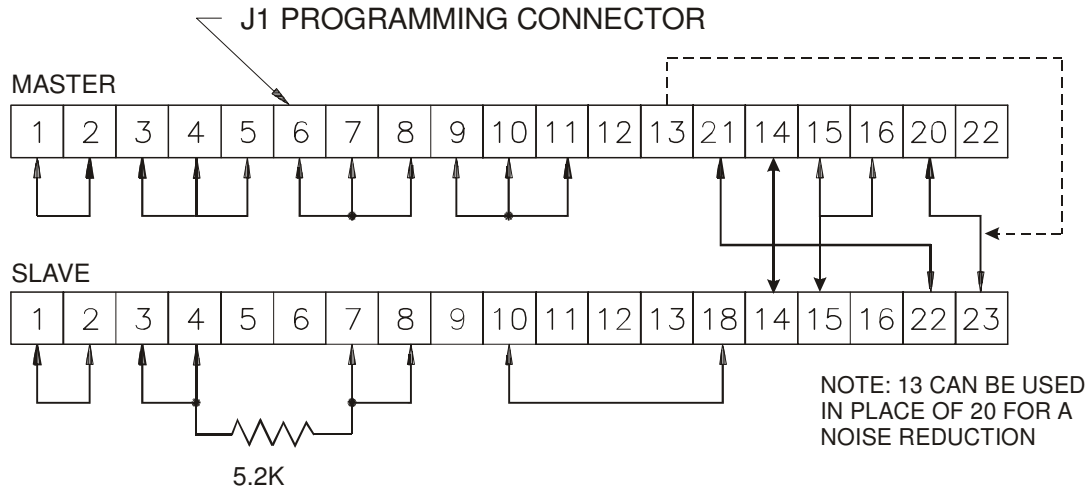 J1 PROGRAMMING CONNECTOR
MASTER
1 2 3 4 5 6 7 8 9 10 11 12 13 21 14 15 16 20 22
SLAVE
1 2 3 4 5 6 7 8 9 10 11 12 13 18 14 15 16 22 23
NOTE: 13 CAN BE USED
IN PLACE OF 20 FOR A
NOISE REDUCTION
5.2K